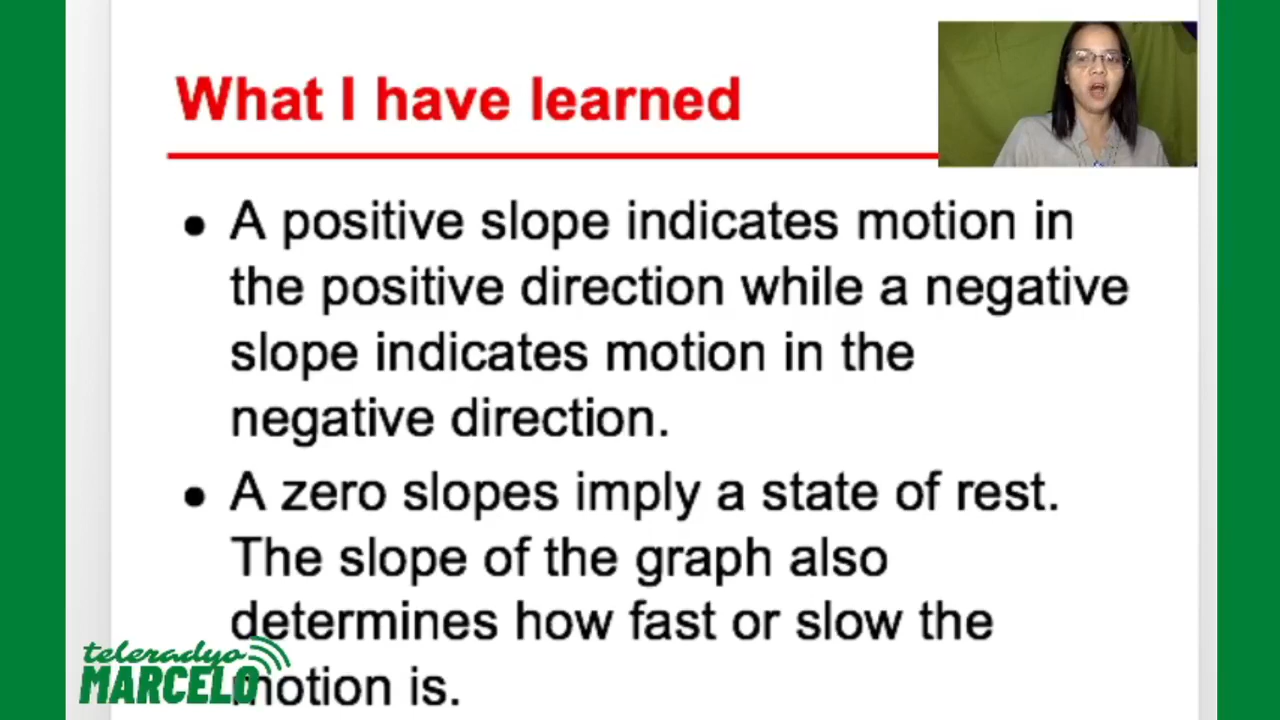 What I have learned
• A positive slope indicates motion in
the positive direction while a negative
slope indicates motion in the
negative direction.
• A zero slopes imply a state of rest.
The slope of the graph also
determines how fast or slow the
motion is.
teleradyo
MARCELO